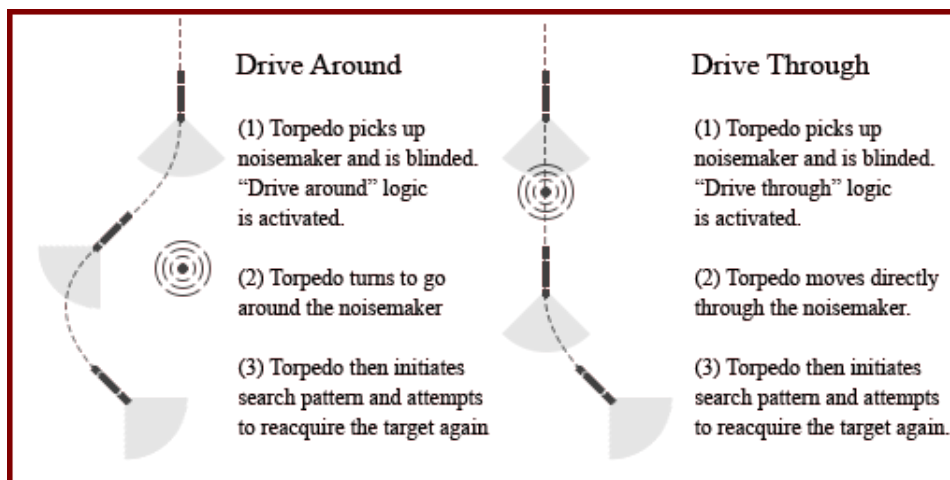 Drive Around
(1) Torpedo picks up
noisemaker and is blinded.
“Drive around” logic
is activated.
(2) Torpedo turns to go
around the noisemaker
(3) Torpedo then initiates
search pattern and attempts
to reacquire the target again
Drive Through
(1) Torpedo picks up
noisemaker and is blinded.
“Drive through” logic
is activated.
(2) Torpedo moves directly
through the noisemaker.
(3) Torpedo then initiates
search pattern and attempts
to reacquire the target again.